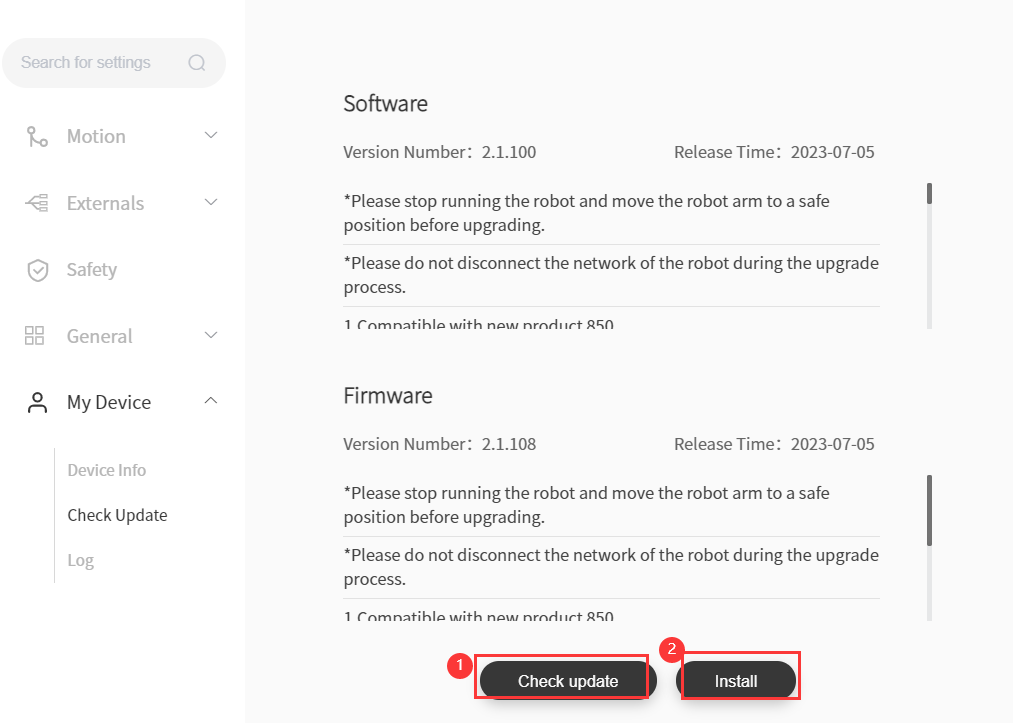 Search for settings
Motion
Externals
Safety
General
My Device
Device Info
Check Update
Log
Software
Version Number： 2.1.100 Release Time： 2023-07-05
*Please stop running the robot and move the robot arm to a safe
position before upgrading.
*Please do not disconnect the network of the robot during the upgrade
process.
1.Compatible with new product 850
Firmware
Version Number： 2.1.108 Release Time： 2023-07-05
*Please stop running the robot and move the robot arm to a safe
position before upgrading.
*Please do not disconnect the network of the robot during the upgrade
process.
1.Compatible with new product 850
1 Check update 2 Install